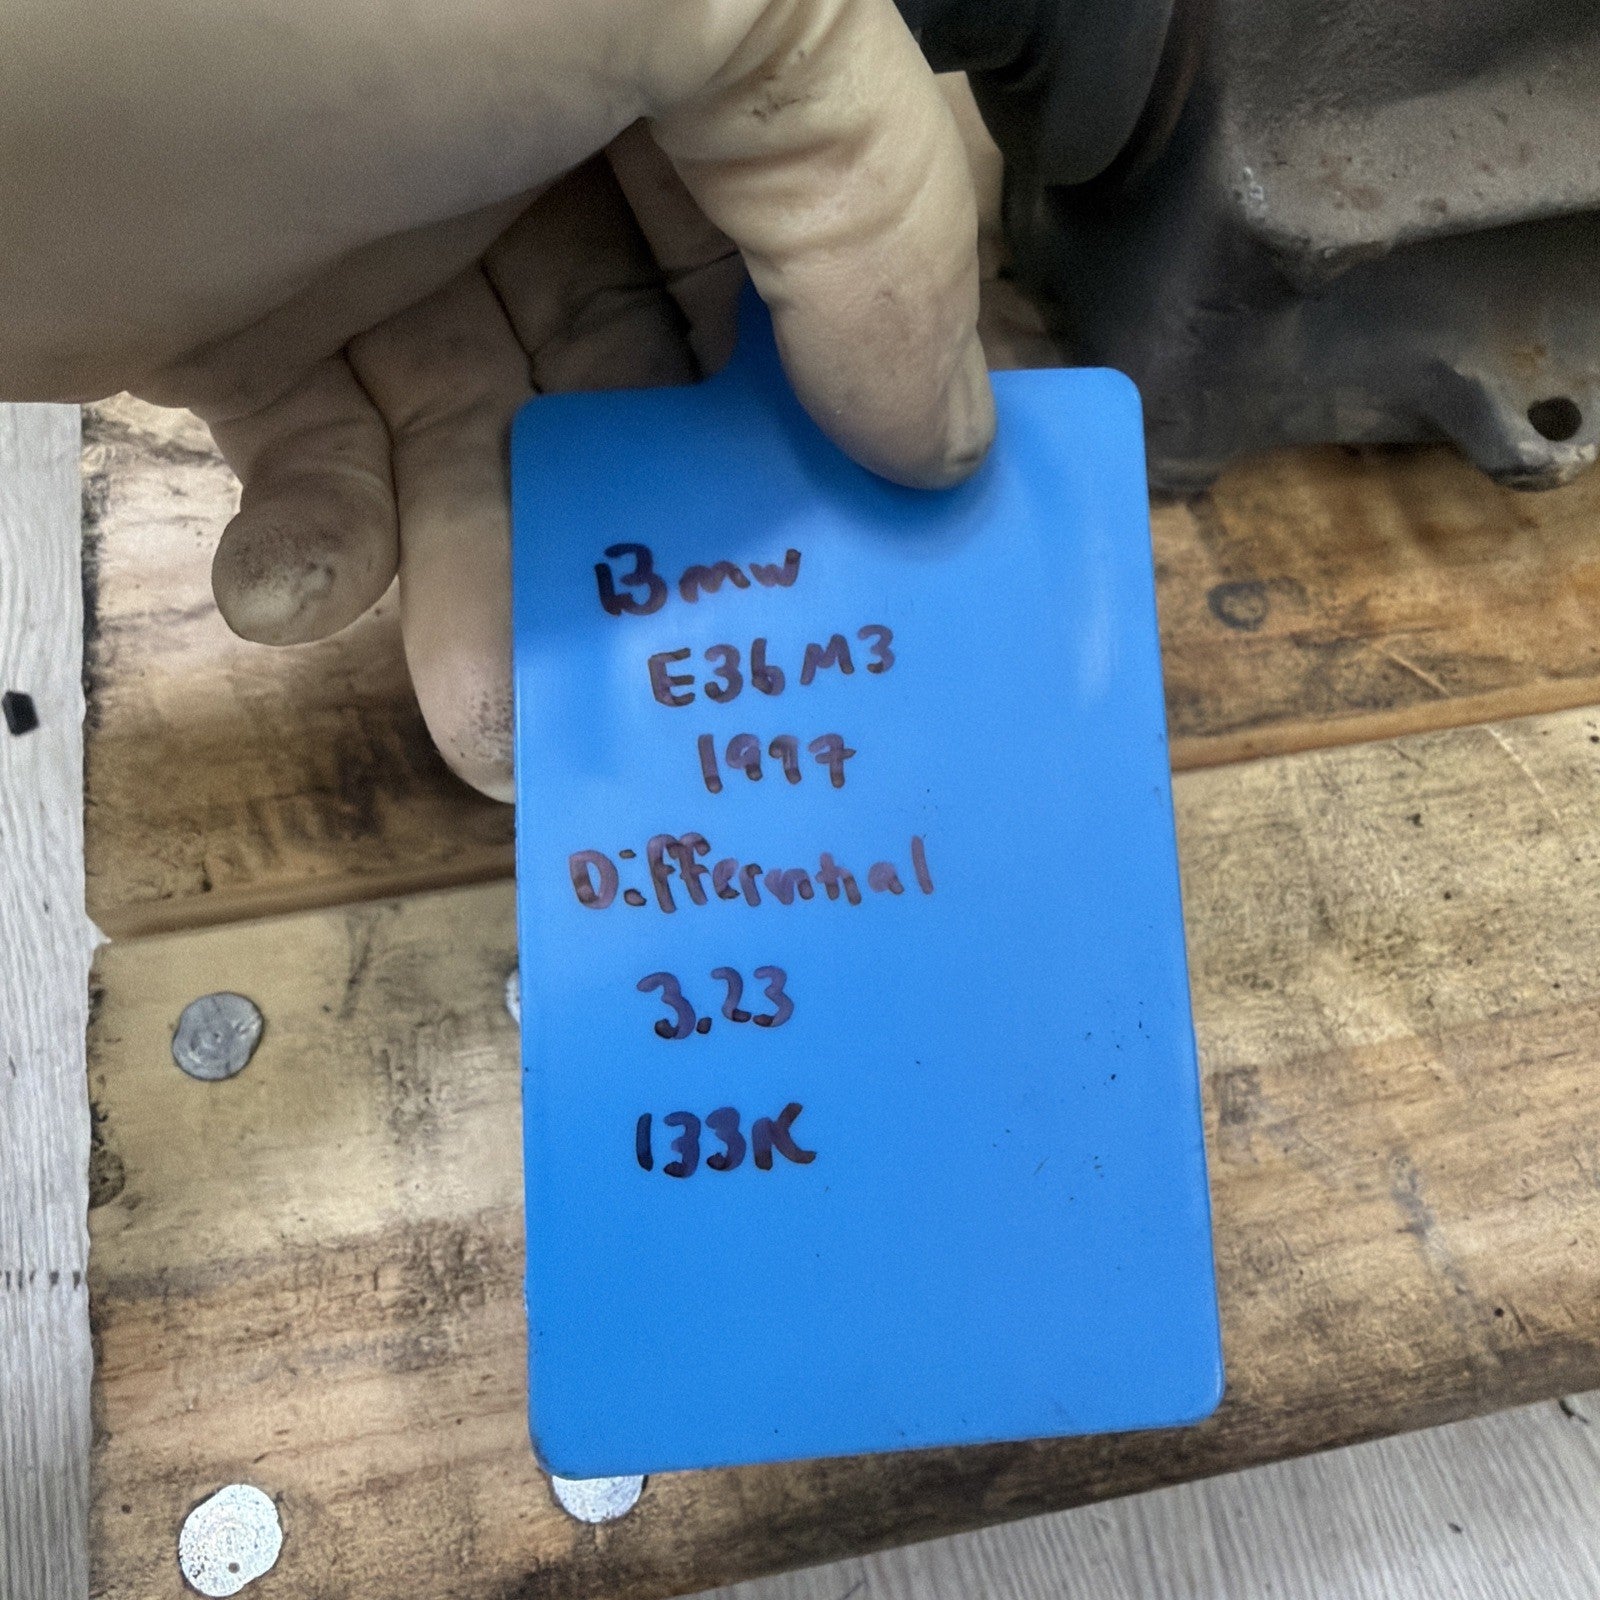 Bmw
E36 M3
1997
Differential
3.23
133K